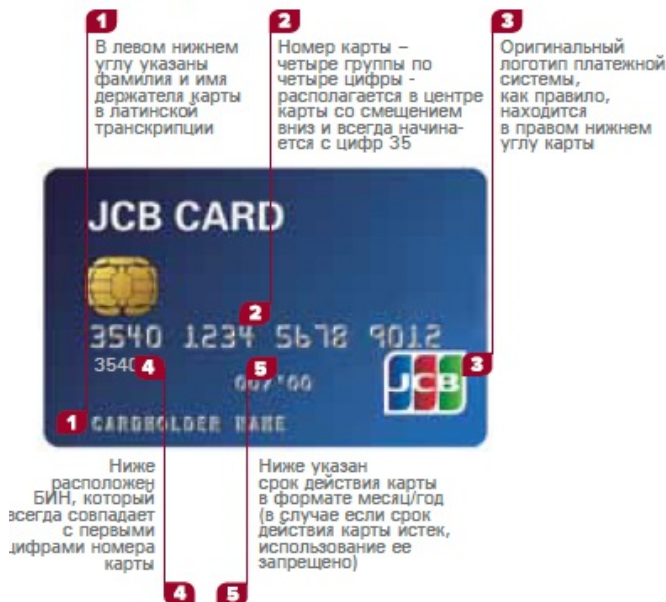 1
В левом нижнем
углу указаны
фамилия и имя
держателя карты
в латинской
транскрипции
2
Номер карты –
четыре группы по
четыре цифры -
располагается в центре
карты со смещением
вниз и всегда начина-
ется с цифр 35
3
Оригинальный
логотип платежной
системы,
как правило,
находится
в правом нижнем
углу карты
JCB CARD
2
3540 1234 5678 9012
3540
4
5
00/"00
JCB
3
1
CARDHOLDER NAME
Ниже
расположен
БИН, который
всегда совпадает
с первыми
цифрами номера
карты
4
Ниже указан
срок действия карты
в формате месяц/год
(в случае если срок
действия карты истек,
использование ее
запрещено)
5